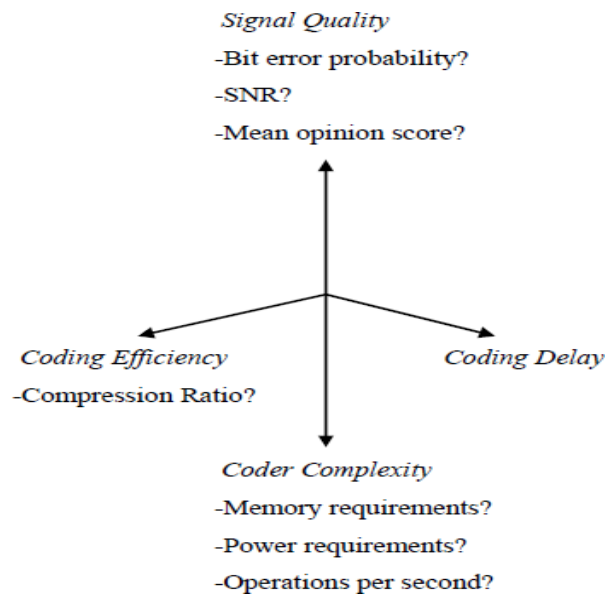 Signal Quality
-Bit error probability?
-SNR?
-Mean opinion score?
Coding Efficiency
-Compression Ratio?
Coding Delay
Coder Complexity
-Memory requirements?
-Power requirements?
-Operations per second?